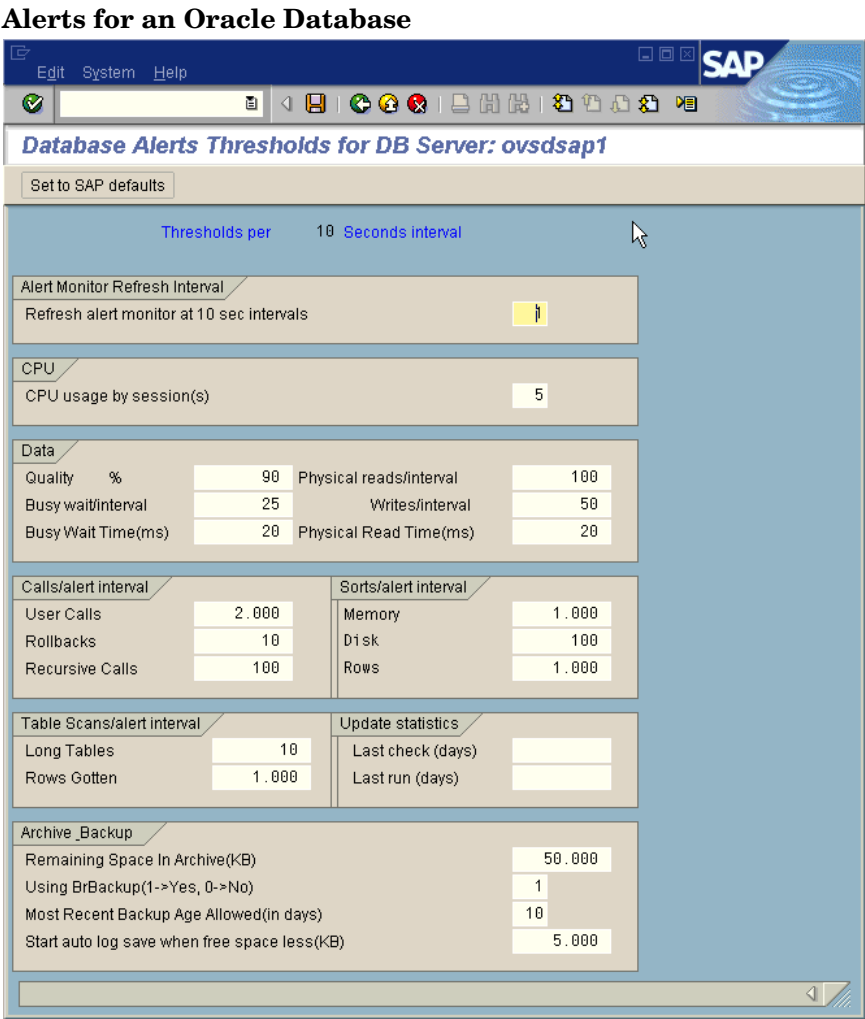 Alerts for an Oracle Database
Edit System Help
SAP
Database Alerts Thresholds for DB Server: ovsdsap1
Set to SAP defaults
Thresholds per 10 Seconds interval
Alert Monitor Refresh Interval
Refresh alert monitor at 10 sec intervals 1
CPU
CPU usage by session(s) 5
Data
Quality % 90 Physical reads/interval 100
Busy wait/interval 25 Writes/interval 50
Busy Wait Time(ms) 20 Physical Read Time(ms) 20
Calls/alert interval Sorts/alert interval
User Calls 2.000 Memory 1.000
Rollbacks 10 Disk 100
Recursive Calls 100 Rows 1.000
Table Scans/alert interval Update statistics
Long Tables 10 Last check (days)
Rows Gotten 1.000 Last run (days)
Archive_Backup
Remaining Space In Archive(KB) 50.000
Using BrBackup(1->Yes, 0->No) 1
Most Recent Backup Age Allowed(in days) 10
Start auto log save when free space less(KB) 5.000